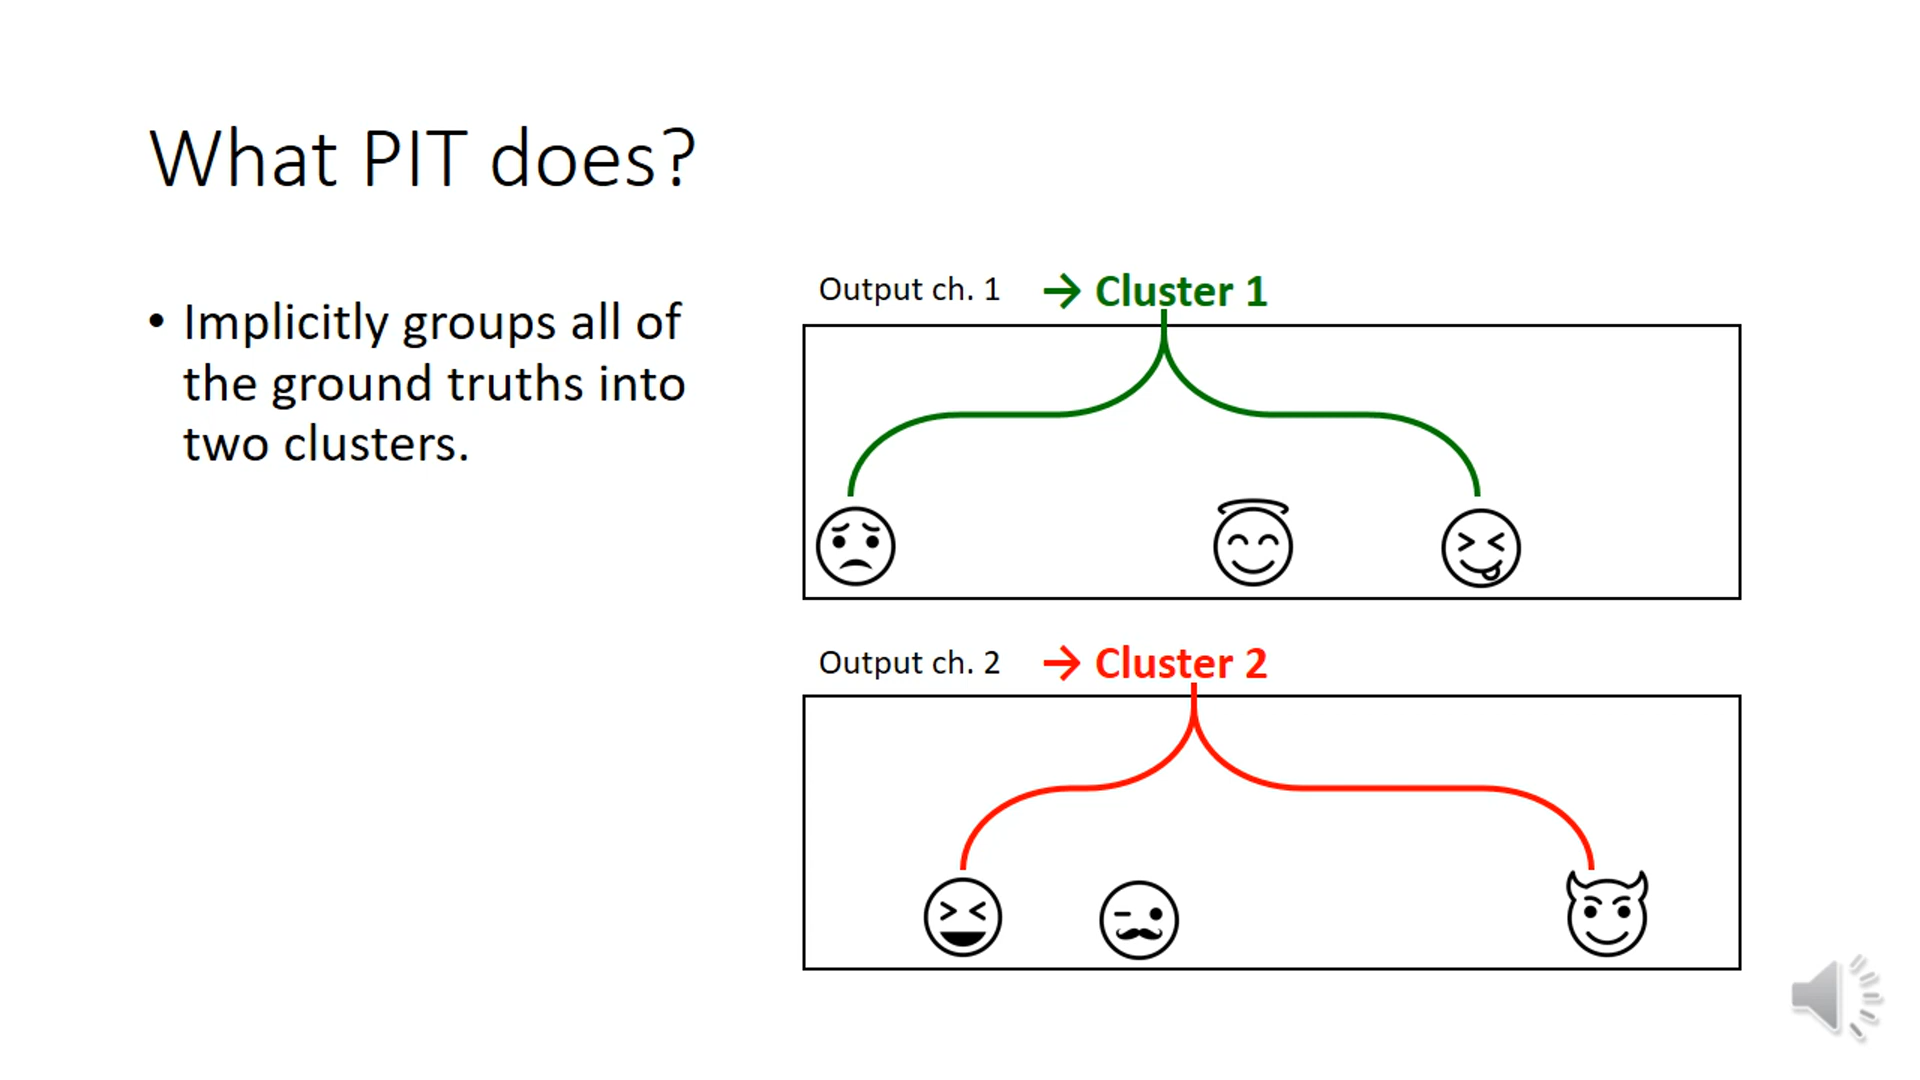 What PIT does?
• Implicitly groups all of
the ground truths into
two clusters.
Output ch. 1 → Cluster 1
Output ch. 2 → Cluster 2